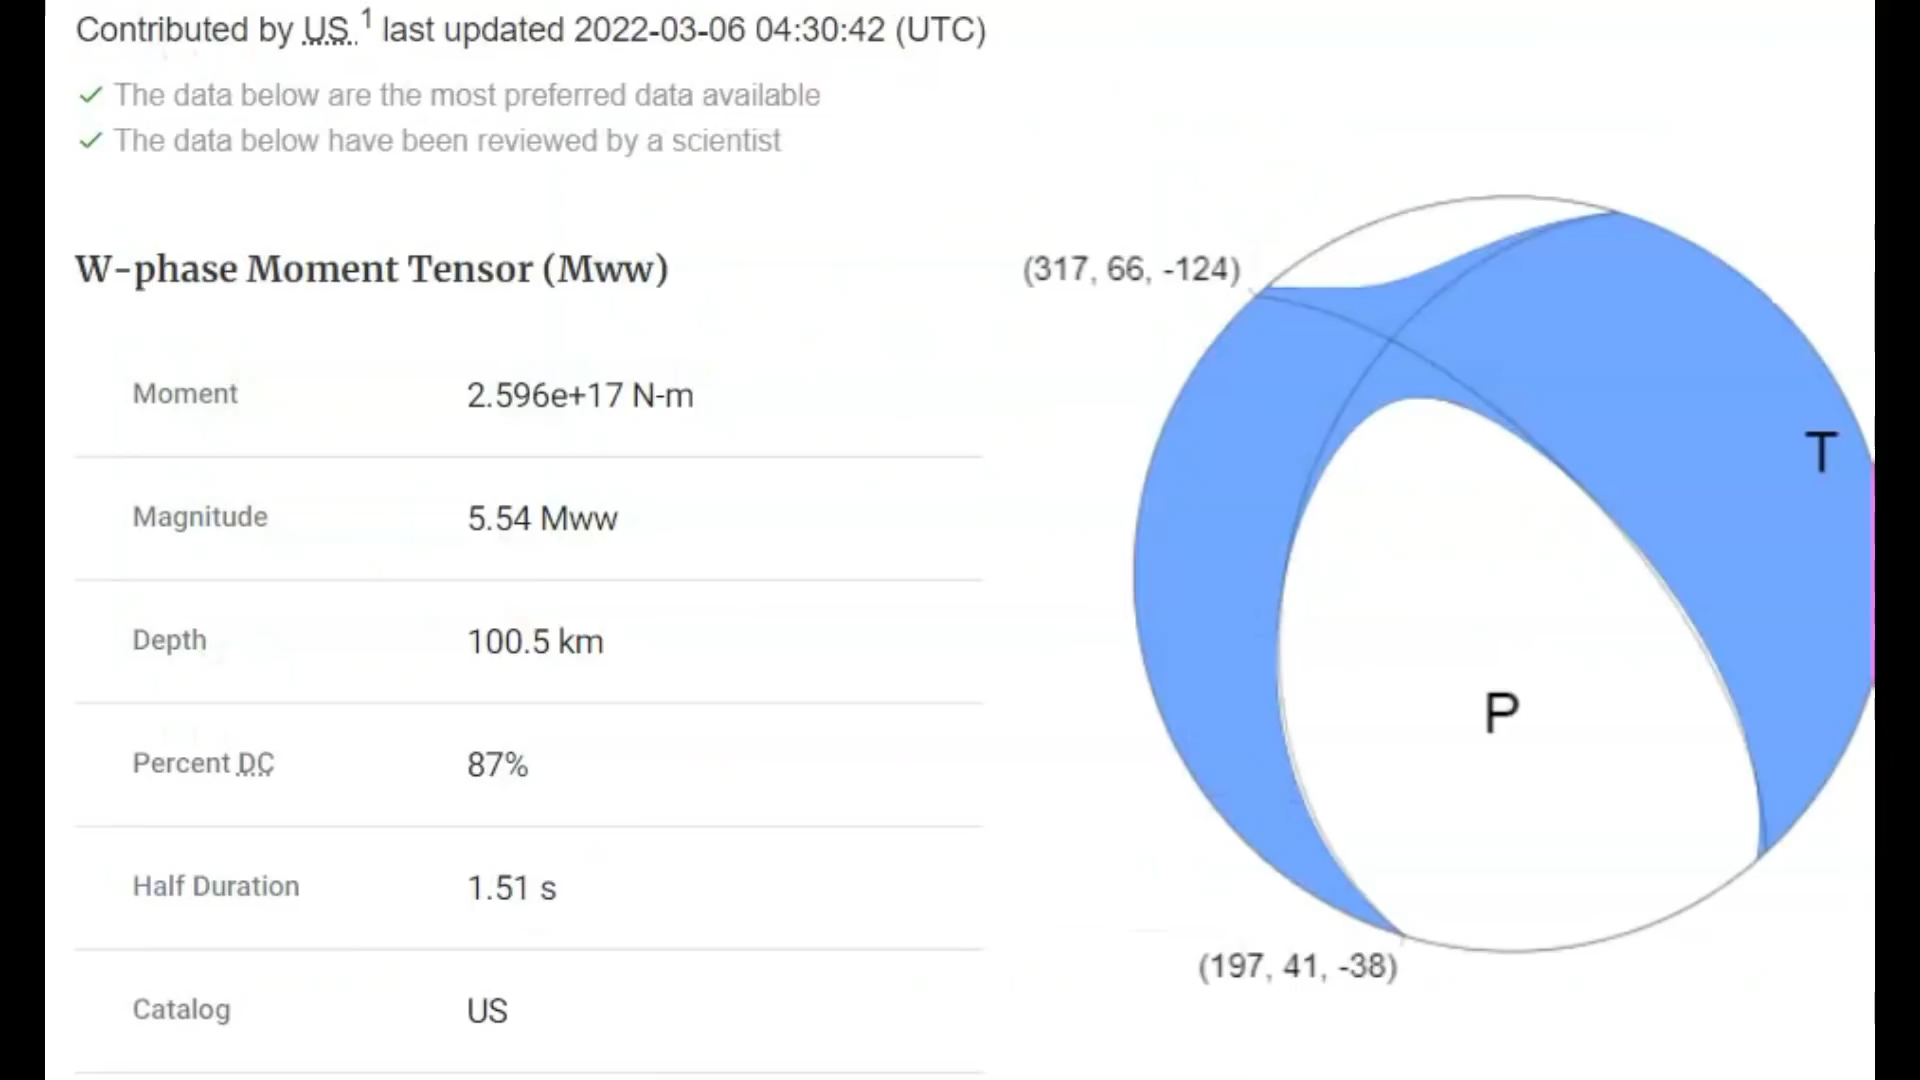 Contributed by US 1 last updated 2022-03-06 04:30:42 (UTC)
The data below are the most preferred data available
The data below have been reviewed by a scientist
W-phase Moment Tensor (Mww)
(317, 66, -124)
Moment 2.596e+17 N-m
T
Magnitude 5.54 Mww
Depth 100.5 km
P
Percent DC 87%
Half Duration 1.51 s
(197, 41, -38)
Catalog US